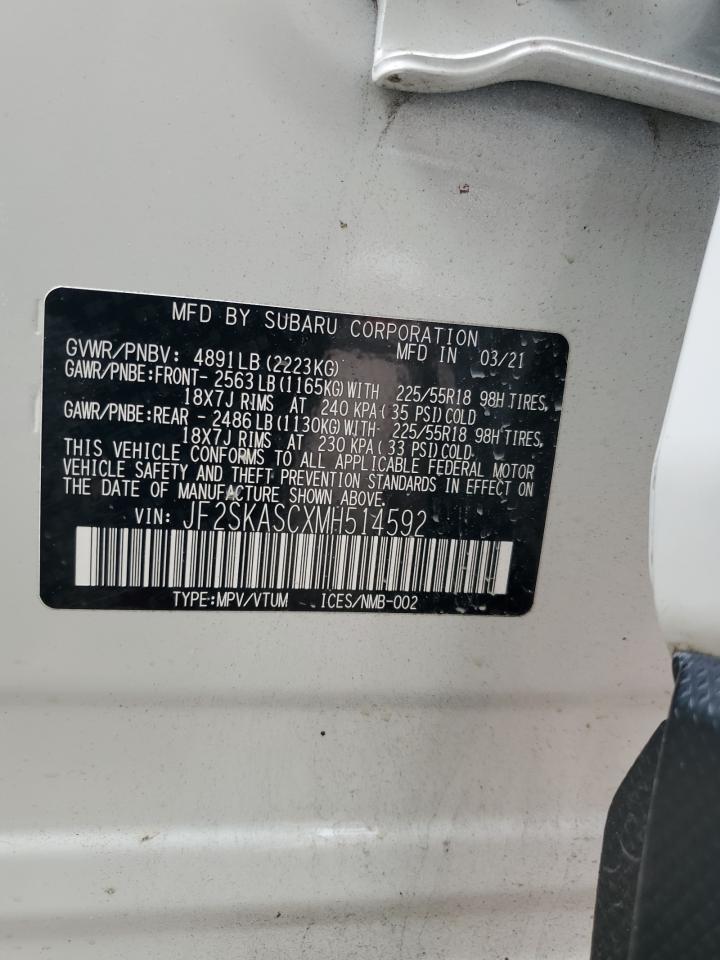 MFD BY SUBARU CORPORATION
GVWR/PNBV: 4891LB (2223KG) MFD IN 03/21
GAWR/PNBE:FRONT- 2563LB (1165KG) WITH 225/55R18 98H TIRES,
18X7J RIMS AT 240 KPA (35 PSI) COLD
GAWR/PNBE:REAR - 2486LB (1130KG) WITH- 225/55R18 98H TIRES,
18X7J RIMS AT 230 KPA (33 PSI) COLD.
THIS VEHICLE CONFORMS TO ALL APPLICABLE FEDERAL MOTOR
VEHICLE SAFETY AND THEFT PREVENTION STANDARDS IN EFFECT ON
THE DATE OF MANUFACTURE SHOWN ABOVE.
VIN: JF2SKASCXMH514592
TYPE:MPV/VTUM ICES/NMB-002